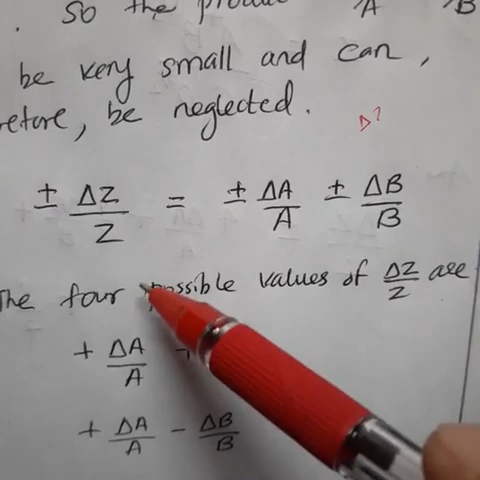 . So the product A B
be very small and can,
refore, be neglected.
Δ?
± ΔZ/Z = ± ΔA/A ± ΔB/B
The four possible values of ΔZ/Z are
+ ΔA/A
+ ΔA/A - ΔB/B